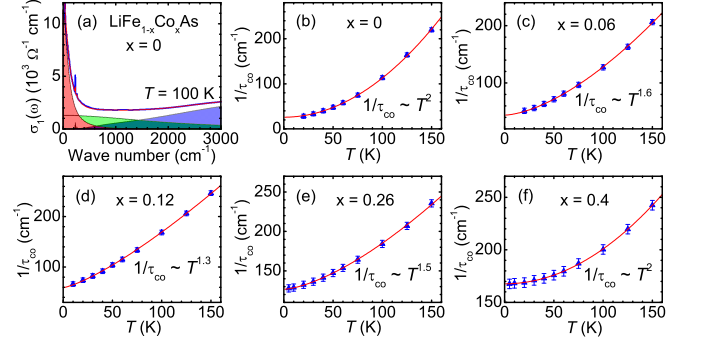 (a) LiFe1-xCoxAs
x = 0
T = 100 K
σ1(ω) (10³ Ω⁻¹ cm⁻¹)
12
10
8
6
4
2
0
0 1000 2000 3000
Wave number (cm⁻¹)
(b) x = 0
1/τco ~ T²
1/τco (cm⁻¹)
200
100
0
0 50 100 150
T (K)
(c) x = 0.06
1/τco ~ T^1.6
1/τco (cm⁻¹)
200
100
0 50 100 150
T (K)
(d) x = 0.12
1/τco ~ T^1.3
1/τco (cm⁻¹)
200
100
0 50 100 150
T (K)
(e) x = 0.26
1/τco ~ T^1.5
1/τco (cm⁻¹)
250
200
150
0 50 100 150
T (K)
(f) x = 0.4
1/τco ~ T²
1/τco (cm⁻¹)
250
200
150
0 50 100 150
T (K)